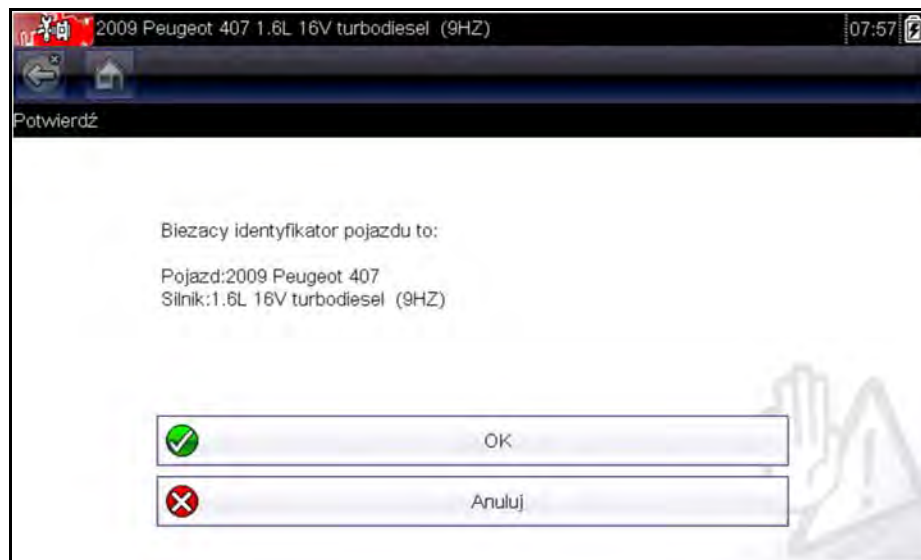 2009 Peugeot 407 1.6L 16V turbodiesel (9HZ) 07:57
Potwierdź
Biezacy identyfikator pojazdu to:
Pojazd:2009 Peugeot 407
Silnik:1.6L 16V turbodiesel (9HZ)
OK
Anuluj